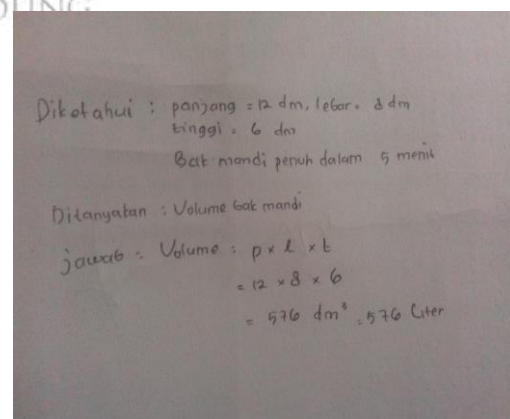 Diketahui : panjang = 12 dm, lebar = 8 dm
tinggi = 6 dm
Bak mandi penuh dalam 5 menit
Ditanyakan : Volume bak mandi
jawab = Volume = p x l x t
= 12 x 8 x 6
= 576 dm³ = 576 Liter